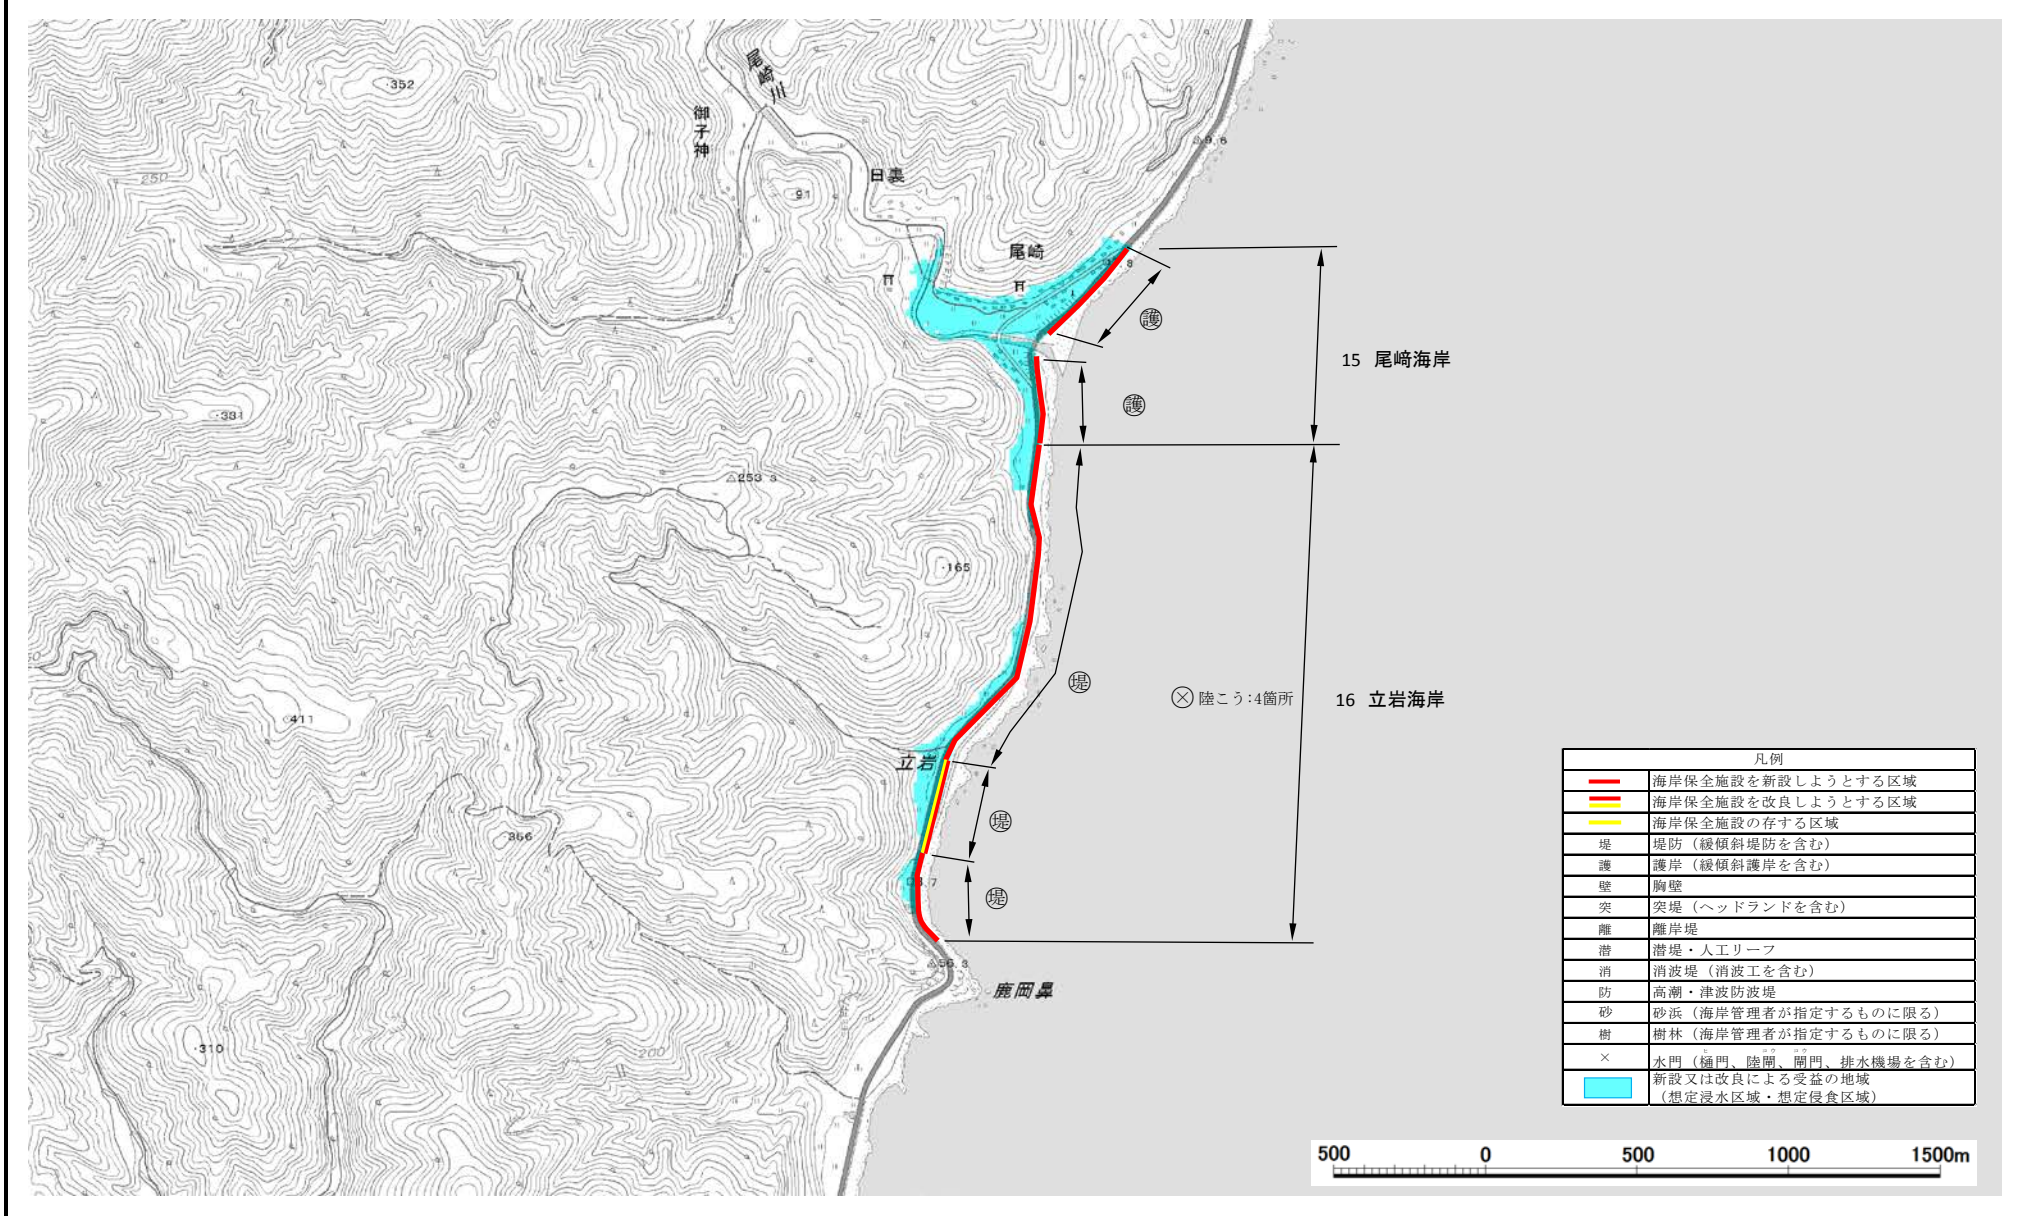 尾崎川
御子神
日裏
尾崎
・352
250
・91
△9.6
護
護
15 尾崎海岸
・331
△253.3
・165
堤
× 陸こう：4箇所
16 立岩海岸
・411
立岩
堤
・366
堤
△56.3
鹿岡鼻
・310
200
凡例
海岸保全施設を新設しようとする区域
海岸保全施設を改良しようとする区域
海岸保全施設の存する区域
堤 堤防（緩傾斜堤防を含む）
護 護岸（緩傾斜護岸を含む）
壁 胸壁
突 突堤（ヘッドランドを含む）
離 離岸堤
潜 潜堤・人工リーフ
消 消波堤（消波工を含む）
防 高潮・津波防波堤
砂 砂浜（海岸管理者が指定するものに限る）
樹 樹林（海岸管理者が指定するものに限る）
× 水門（樋門、陸閘、閘門、排水機場を含む）
新設又は改良による受益の地域
（想定浸水区域・想定侵食区域）
500 0 500 1000 1500m